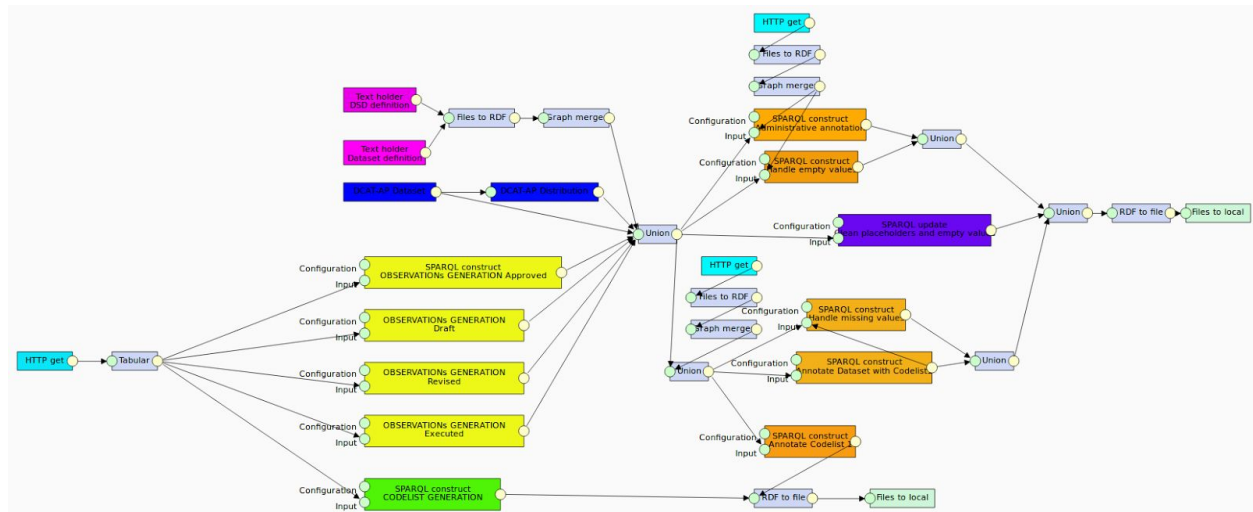 HTTP get
Files to RDF
Graph merge
Text holder
DSD definition
Files to RDF
Graph merge
Configuration
Input
SPARQL construct
Administrative annotation
Union
Text holder
Dataset definition
Configuration
Input
SPARQL construct
Handle empty value
DCAT-AP Dataset
DCAT-AP Distribution
Union
RDF to file
Files to local
Union
Configuration
Input
SPARQL update
ean placeholders and empty valu
Configuration
Input
SPARQL construct
OBSERVATIONs GENERATION Approved
HTTP get
Files to RDF
Graph merge
Configuration
Input
OBSERVATIONs GENERATION
Draft
Configuration
Input
SPARQL construct
Handle missing value
HTTP get
Tabular
Configuration
Input
OBSERVATIONs GENERATION
Revised
Union
Configuration
Input
SPARQL construct
Annotate Dataset with Codelist
Union
Configuration
Input
OBSERVATIONs GENERATION
Executed
Configuration
Input
SPARQL construct
Annotate Codelist
Configuration
Input
SPARQL construct
CODELIST GENERATION
RDF to file
Files to local